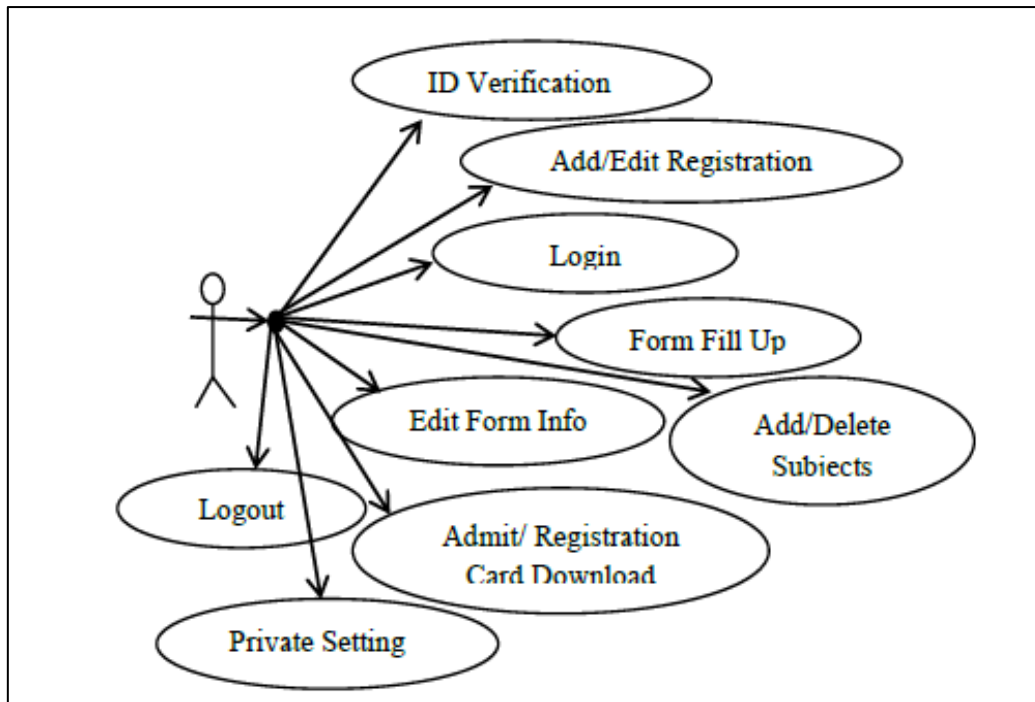 ID Verification
Add/Edit Registration
Login
Form Fill Up
Edit Form Info
Add/Delete
Subjects
Logout
Admit/ Registration
Card Download
Private Setting